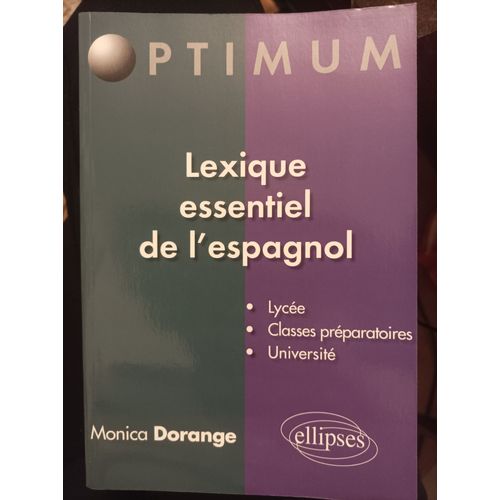 OPTIMUM
Lexique
essentiel
de l'espagnol
• Lycée
• Classes préparatoires
• Université
Monica Dorange
ellipses